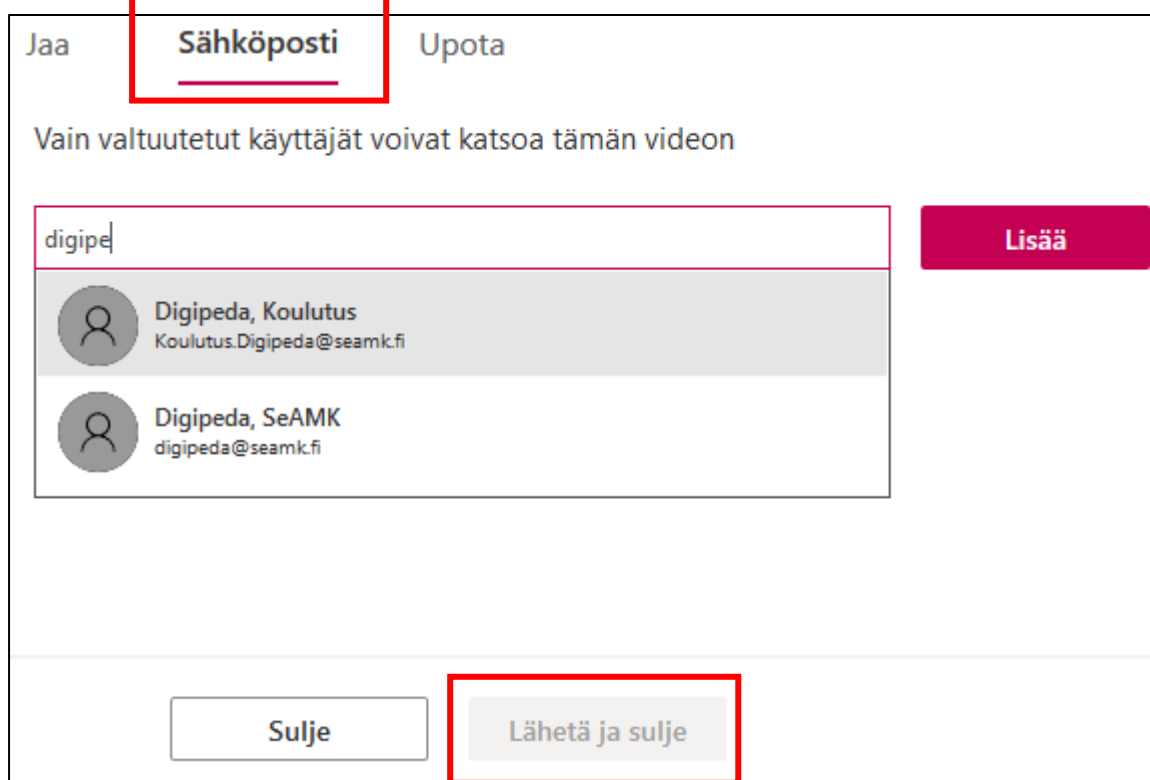 Jaa Sähköposti Upota
Vain valtuutetut käyttäjät voivat katsoa tämän videon
digipe Lisää
Digipeda, Koulutus
Koulutus.Digipeda@seamk.fi
Digipeda, SeAMK
digipeda@seamk.fi
Sulje Lähetä ja sulje